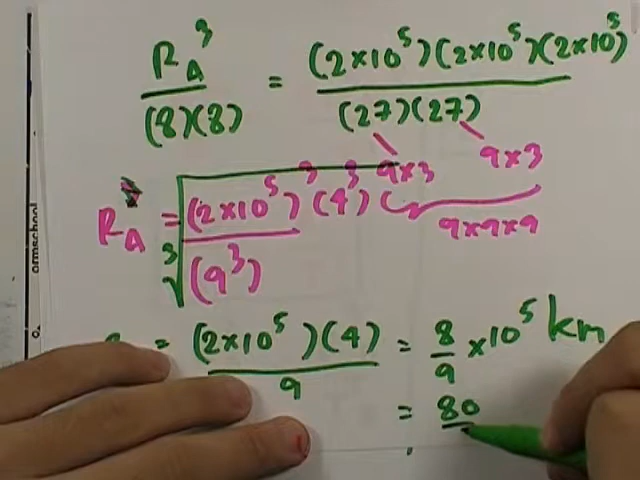 R_A^3 / (8)(8) = (2×10^5)(2×10^5)(2×10^5) / (27)(27)
9×3 9×3
R_A = ∛((2×10^5)^3 (4^3) / (9^3))
9×9×9
= (2×10^5)(4) / 9 = 8/9 ×10^5 km
= 80
ormschool